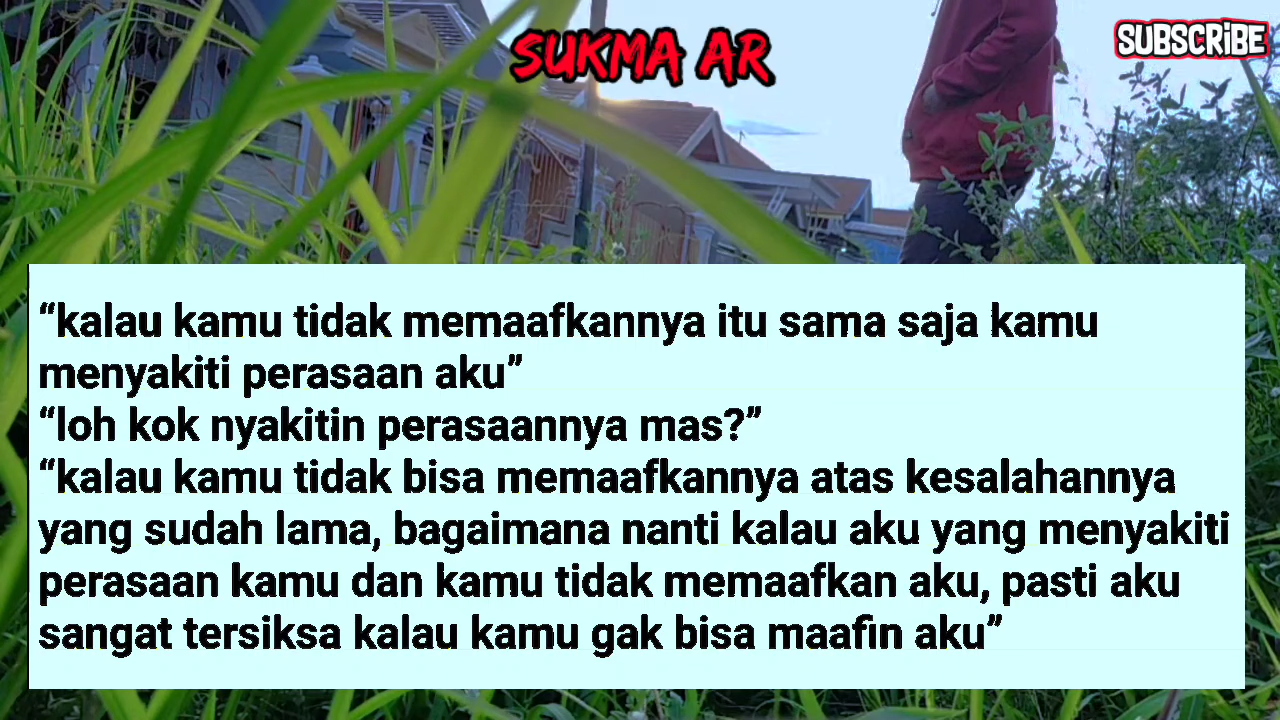 SUKMA AR
SUBSCRIBE
“kalau kamu tidak memaafkannya itu sama saja kamu
menyakiti perasaan aku”
“loh kok nyakitin perasaannya mas?”
“kalau kamu tidak bisa memaafkannya atas kesalahannya
yang sudah lama, bagaimana nanti kalau aku yang menyakiti
perasaan kamu dan kamu tidak memaafkan aku, pasti aku
sangat tersiksa kalau kamu gak bisa maafin aku”